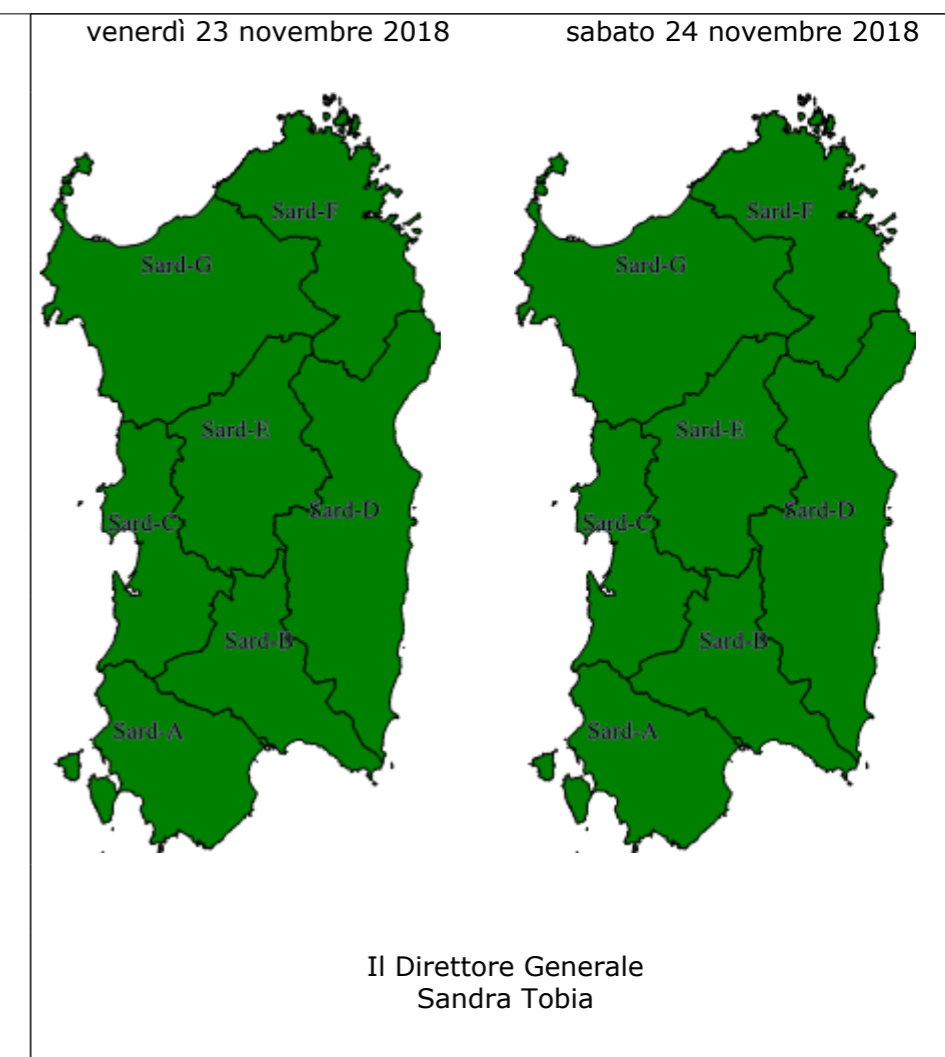 venerdì 23 novembre 2018
sabato 24 novembre 2018
Sard-F
Sard-G
Sard-E
Sard-D
Sard-C
Sard-B
Sard-A
Sard-F
Sard-G
Sard-E
Sard-D
Sard-C
Sard-B
Sard-A
Il Direttore Generale
Sandra Tobia